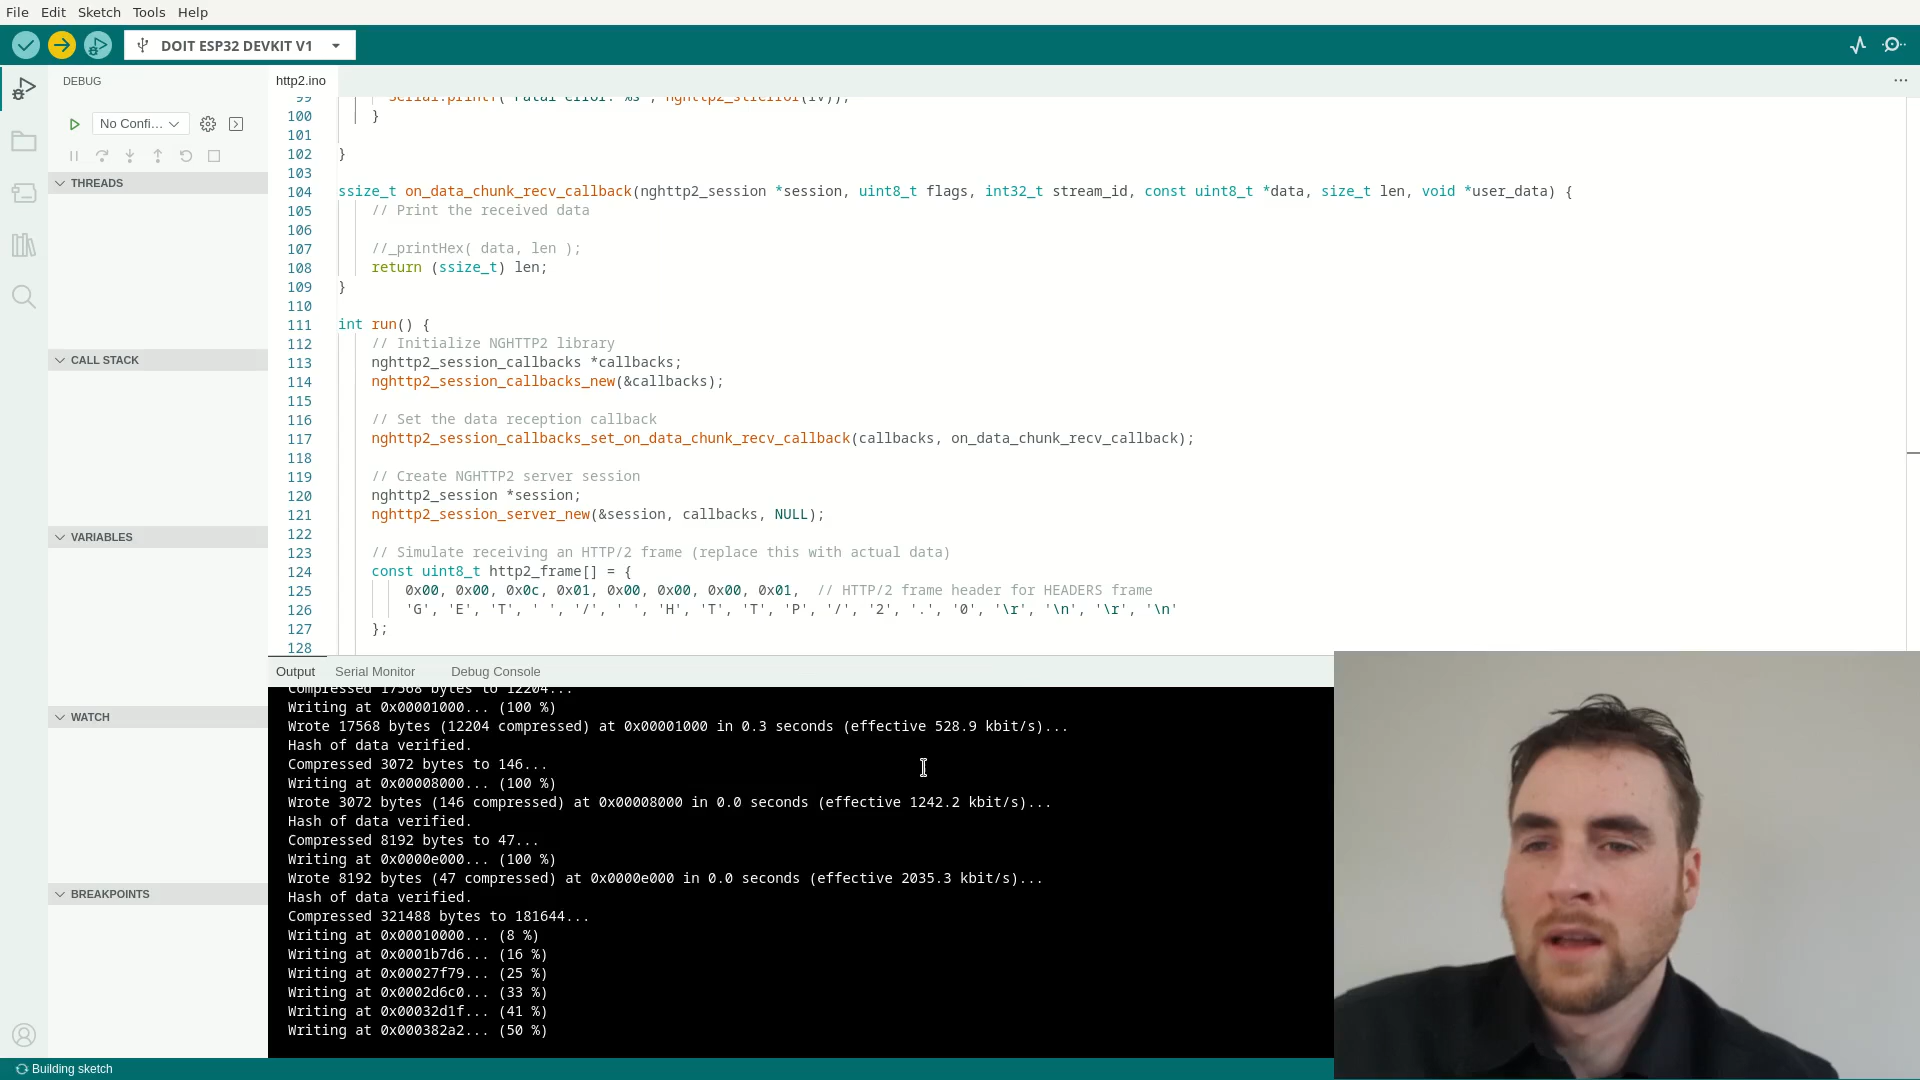 File Edit Sketch Tools Help
DOIT ESP32 DEVKIT V1
DEBUG
http2.ino
No Confi...
THREADS
CALL STACK
VARIABLES
WATCH
BREAKPOINTS
99 Serial.printf("Fatal error: %s", nghttp2_strerror(rv));
100 }
101
102 }
103
104 ssize_t on_data_chunk_recv_callback(nghttp2_session *session, uint8_t flags, int32_t stream_id, const uint8_t *data, size_t len, void *user_data) {
105 // Print the received data
106
107 //_printHex( data, len );
108 return (ssize_t) len;
109 }
110
111 int run() {
112 // Initialize NGHTTP2 library
113 nghttp2_session_callbacks *callbacks;
114 nghttp2_session_callbacks_new(&callbacks);
115
116 // Set the data reception callback
117 nghttp2_session_callbacks_set_on_data_chunk_recv_callback(callbacks, on_data_chunk_recv_callback);
118
119 // Create NGHTTP2 server session
120 nghttp2_session *session;
121 nghttp2_session_server_new(&session, callbacks, NULL);
122
123 // Simulate receiving an HTTP/2 frame (replace this with actual data)
124 const uint8_t http2_frame[] = {
125 0x00, 0x00, 0x0c, 0x01, 0x00, 0x00, 0x00, 0x01, // HTTP/2 frame header for HEADERS frame
126 'G', 'E', 'T', ' ', '/', ' ', 'H', 'T', 'T', 'P', '/', '2', '.', '0', '\r', '\n', '\r', '\n'
127 };
128
Output Serial Monitor Debug Console
Compressed 17568 bytes to 12204...
Writing at 0x00001000... (100 %)
Wrote 17568 bytes (12204 compressed) at 0x00001000 in 0.3 seconds (effective 528.9 kbit/s)...
Hash of data verified.
Compressed 3072 bytes to 146...
Writing at 0x00008000... (100 %)
Wrote 3072 bytes (146 compressed) at 0x00008000 in 0.0 seconds (effective 1242.2 kbit/s)...
Hash of data verified.
Compressed 8192 bytes to 47...
Writing at 0x0000e000... (100 %)
Wrote 8192 bytes (47 compressed) at 0x0000e000 in 0.0 seconds (effective 2035.3 kbit/s)...
Hash of data verified.
Compressed 321488 bytes to 181644...
Writing at 0x00010000... (8 %)
Writing at 0x0001b7d6... (16 %)
Writing at 0x00027f79... (25 %)
Writing at 0x0002d6c0... (33 %)
Writing at 0x00032d1f... (41 %)
Writing at 0x000382a2... (50 %)
Building sketch